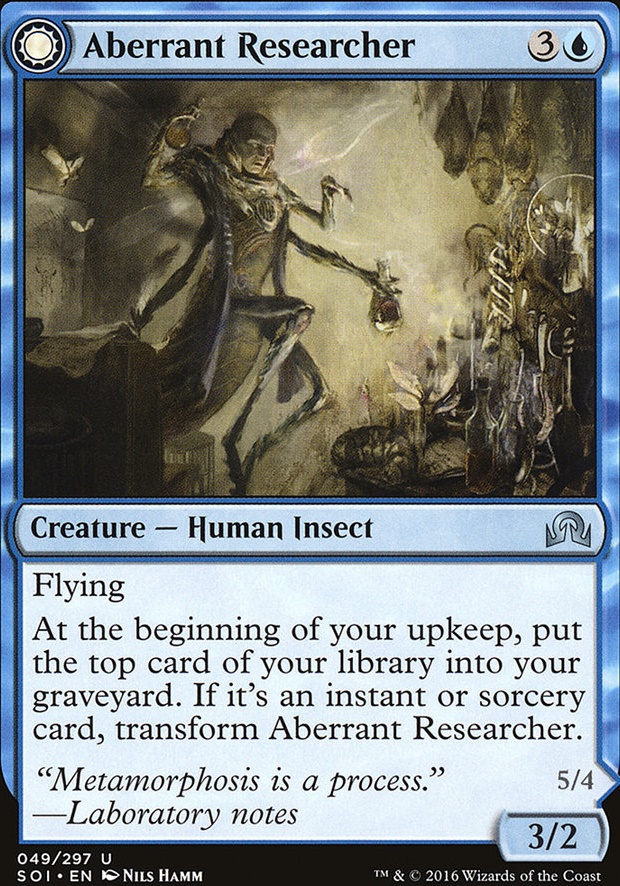 Aberrant Researcher 3
Creature — Human Insect
Flying
At the beginning of your upkeep, put
the top card of your library into your
graveyard. If it's an instant or sorcery
card, transform Aberrant Researcher.
"Metamorphosis is a process."
—Laboratory notes
5/4
3/2
049/297 U
SOI • EN Nils Hamm
™ & © 2016 Wizards of the Coast